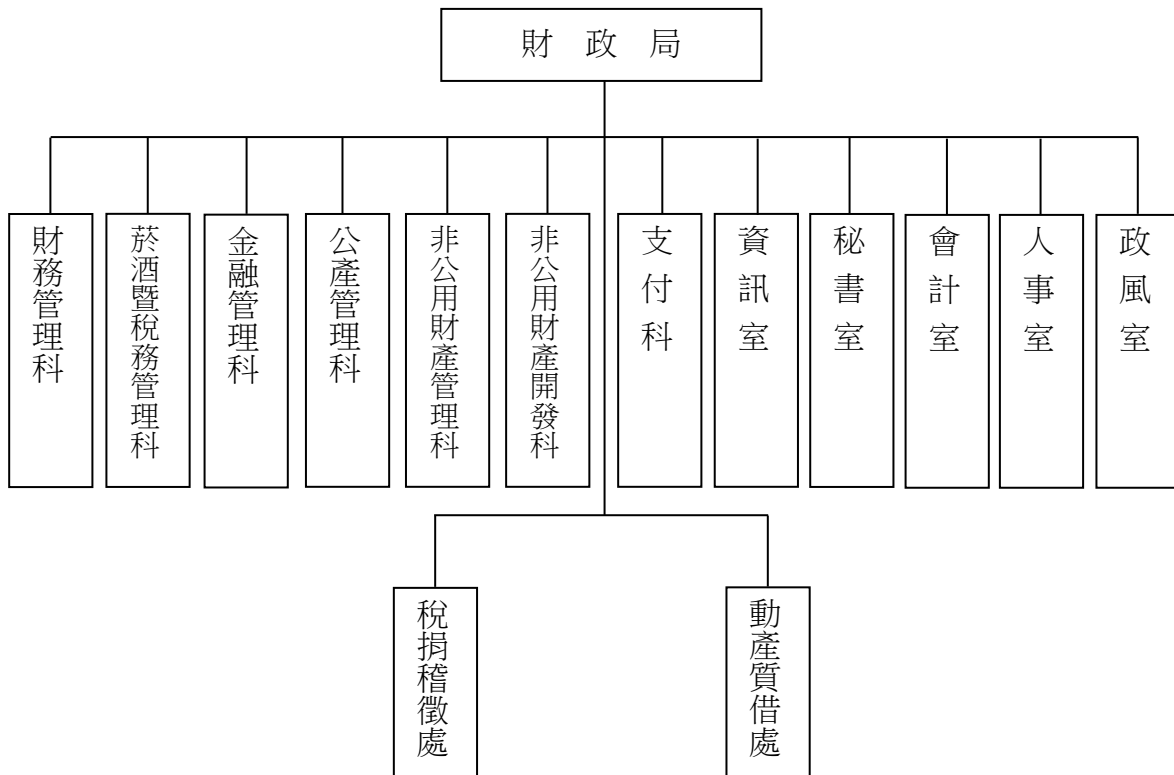 財政局
財務管理科
菸酒暨稅務管理科
金融管理科
公產管理科
非公用財產管理科
非公用財產開發科
支付科
資訊室
秘書室
會計室
人事室
政風室
稅捐稽徵處
動產質借處